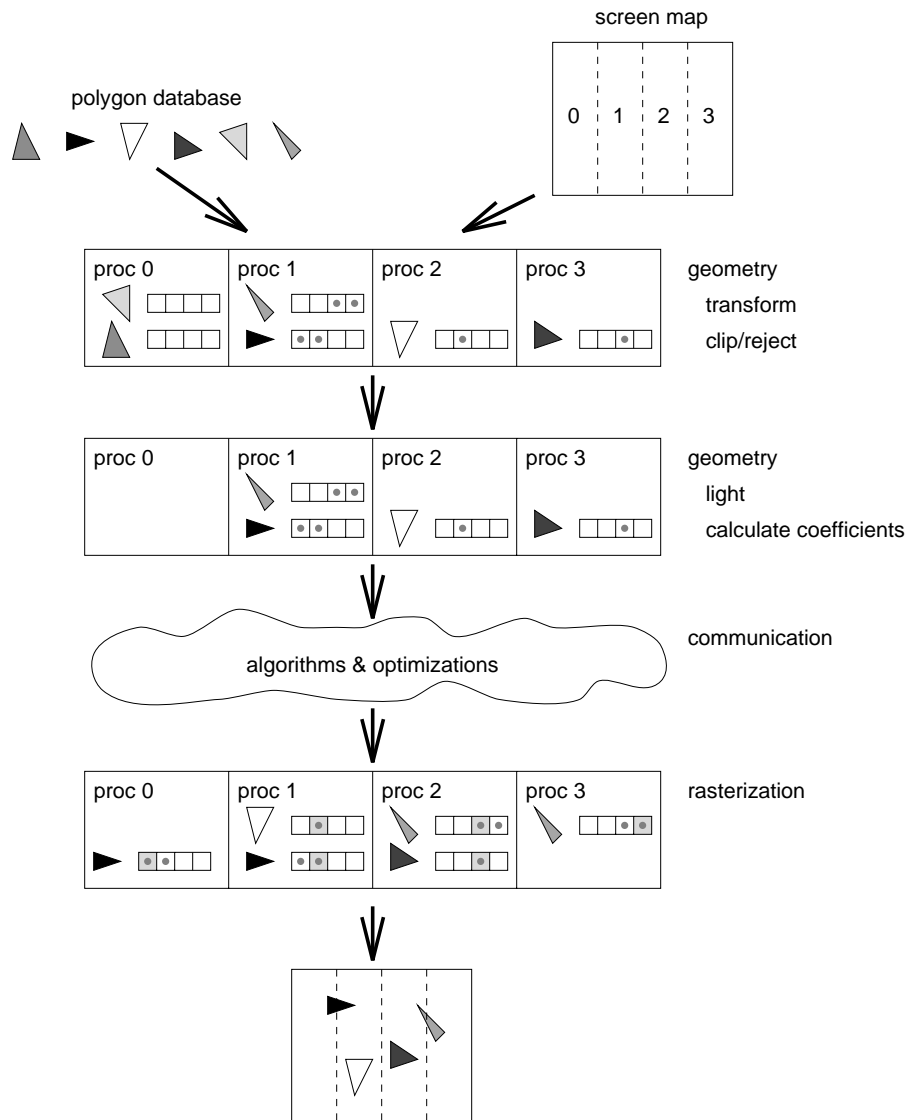 screen map
polygon database
0 1 2 3
proc 0 proc 1 proc 2 proc 3 geometry
transform
clip/reject
proc 0 proc 1 proc 2 proc 3 geometry
light
calculate coefficients
communication
algorithms & optimizations
proc 0 proc 1 proc 2 proc 3 rasterization